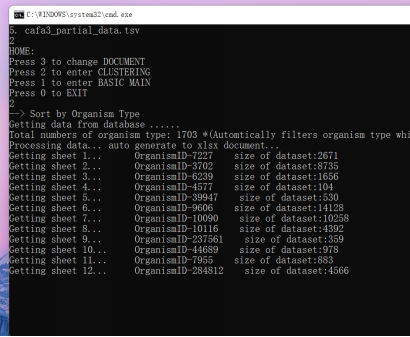 C:\WINDOWS\system32\cmd.exe
5. cafa3_partial_data.tsv
2
HOME:
Press 3 to change DOCUMENT
Press 2 to enter CLUSTERING
Press 1 to enter BASIC MAIN
Press 0 to EXIT
2
--> Sort by Organism Type
Getting data from database ......
Total numbers of organism type: 1703 *(Automtically filters organism type whi
Processing data... auto generate to xlsx document...
Getting sheet 1... OrganismID-7227 size of dataset:2671
Getting sheet 2... OrganismID-3702 size of dataset:8735
Getting sheet 3... OrganismID-6239 size of dataset:1656
Getting sheet 4... OrganismID-4577 size of dataset:104
Getting sheet 5... OrganismID-39947 size of dataset:530
Getting sheet 6... OrganismID-9606 size of dataset:14128
Getting sheet 7... OrganismID-10090 size of dataset:10258
Getting sheet 8... OrganismID-10116 size of dataset:4392
Getting sheet 9... OrganismID-237561 size of dataset:359
Getting sheet 10... OrganismID-44689 size of dataset:978
Getting sheet 11... OrganismID-7955 size of dataset:883
Getting sheet 12... OrganismID-284812 size of dataset:4566